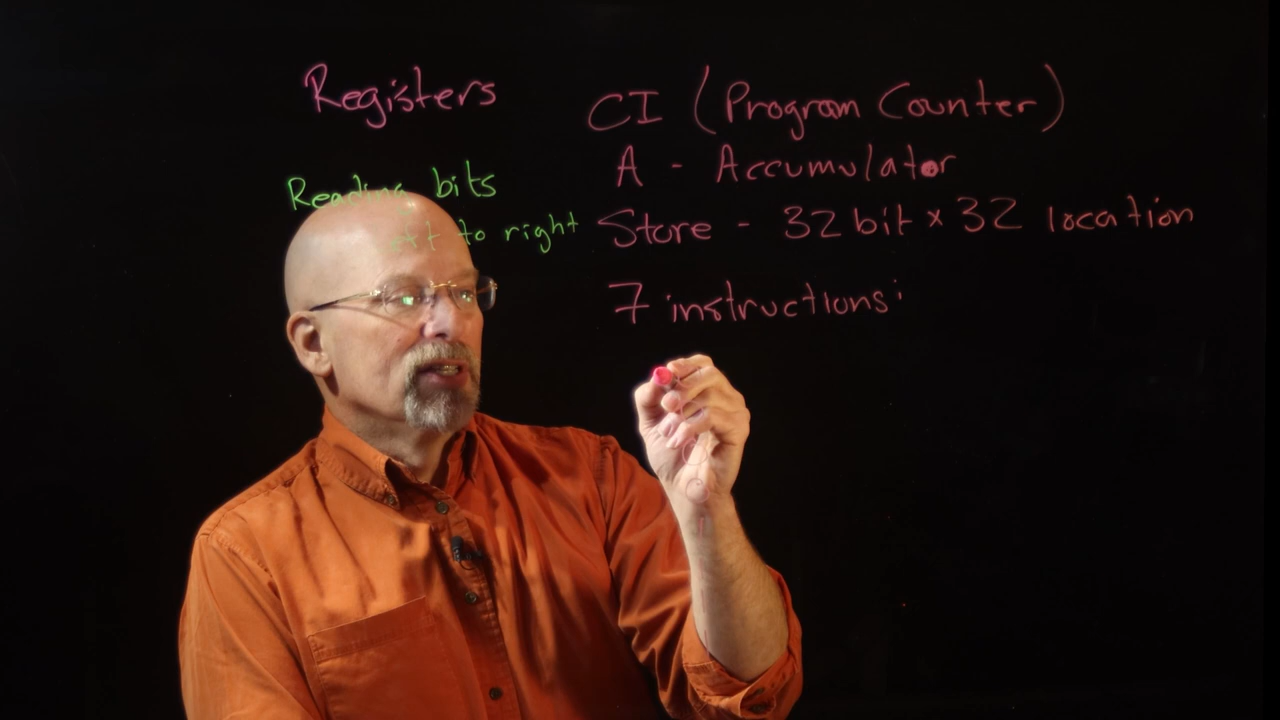 Registers
Reading bits
to right
CI (Program Counter)
A - Accumulator
Store - 32 bit x 32 location
7 instructions: